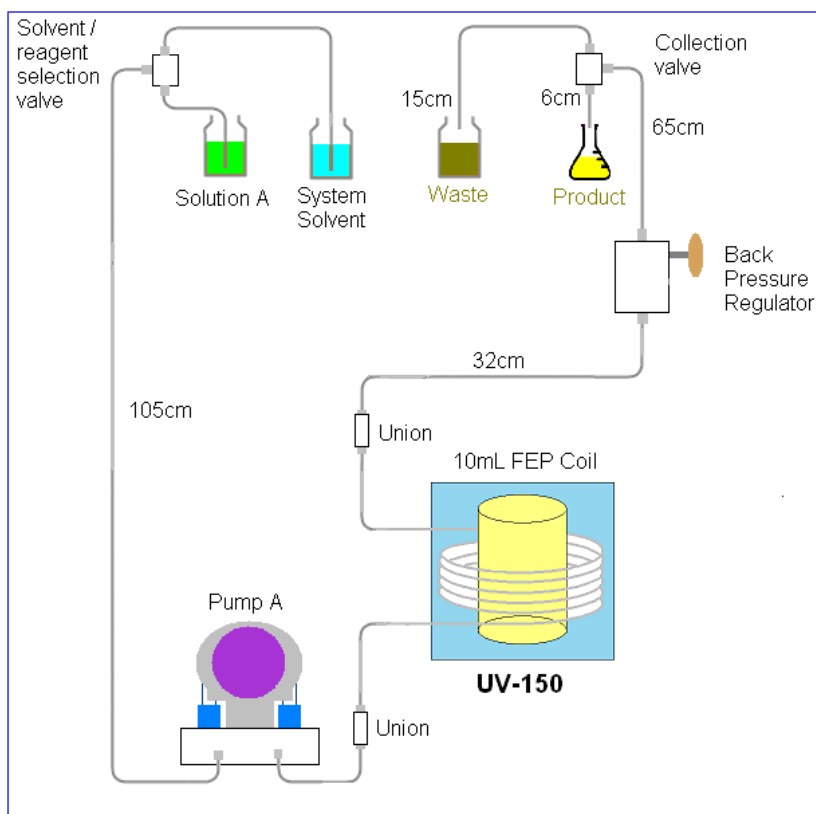 Solvent /
reagent
selection
valve
Collection
valve
15cm
6cm
65cm
Solution A
System
Solvent
Waste
Product
Back
Pressure
Regulator
32cm
105cm
Union
10mL FEP Coil
Pump A
UV-150
Union